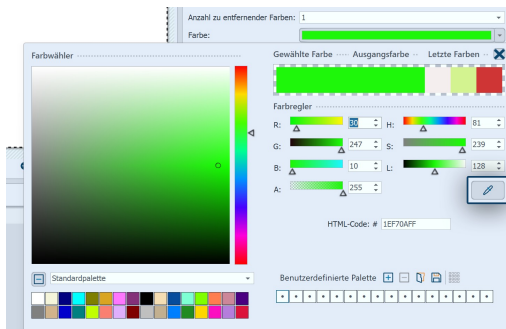 Anzahl zu entfernender Farben: 1
Farbe:
Farbwähler
Gewählte Farbe
Ausgangsfarbe
Letzte Farben
Farbregler
R: 30 H: 81
G: 247 S: 239
B: 10 L: 128
A: 255
HTML-Code: # 1EF70AFF
Standardpalette
Benutzerdefinierte Palette